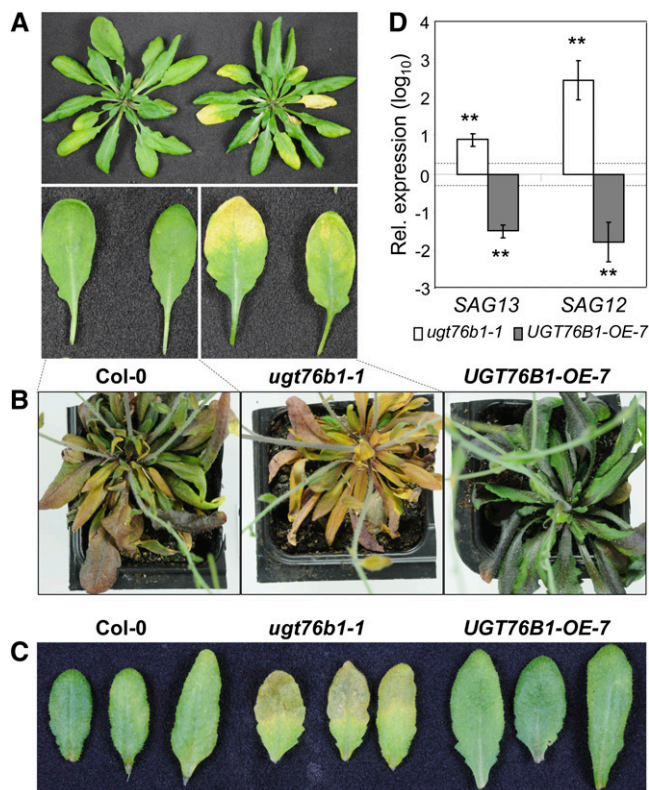 A
D
Rel. expression (log10)
4
3
2
1
0
-1
-2
-3
**
**
**
**
SAG13 SAG12
ugt76b1-1 UGT76B1-OE-7
Col-0 ugt76b1-1 UGT76B1-OE-7
B
Col-0 ugt76b1-1 UGT76B1-OE-7
C